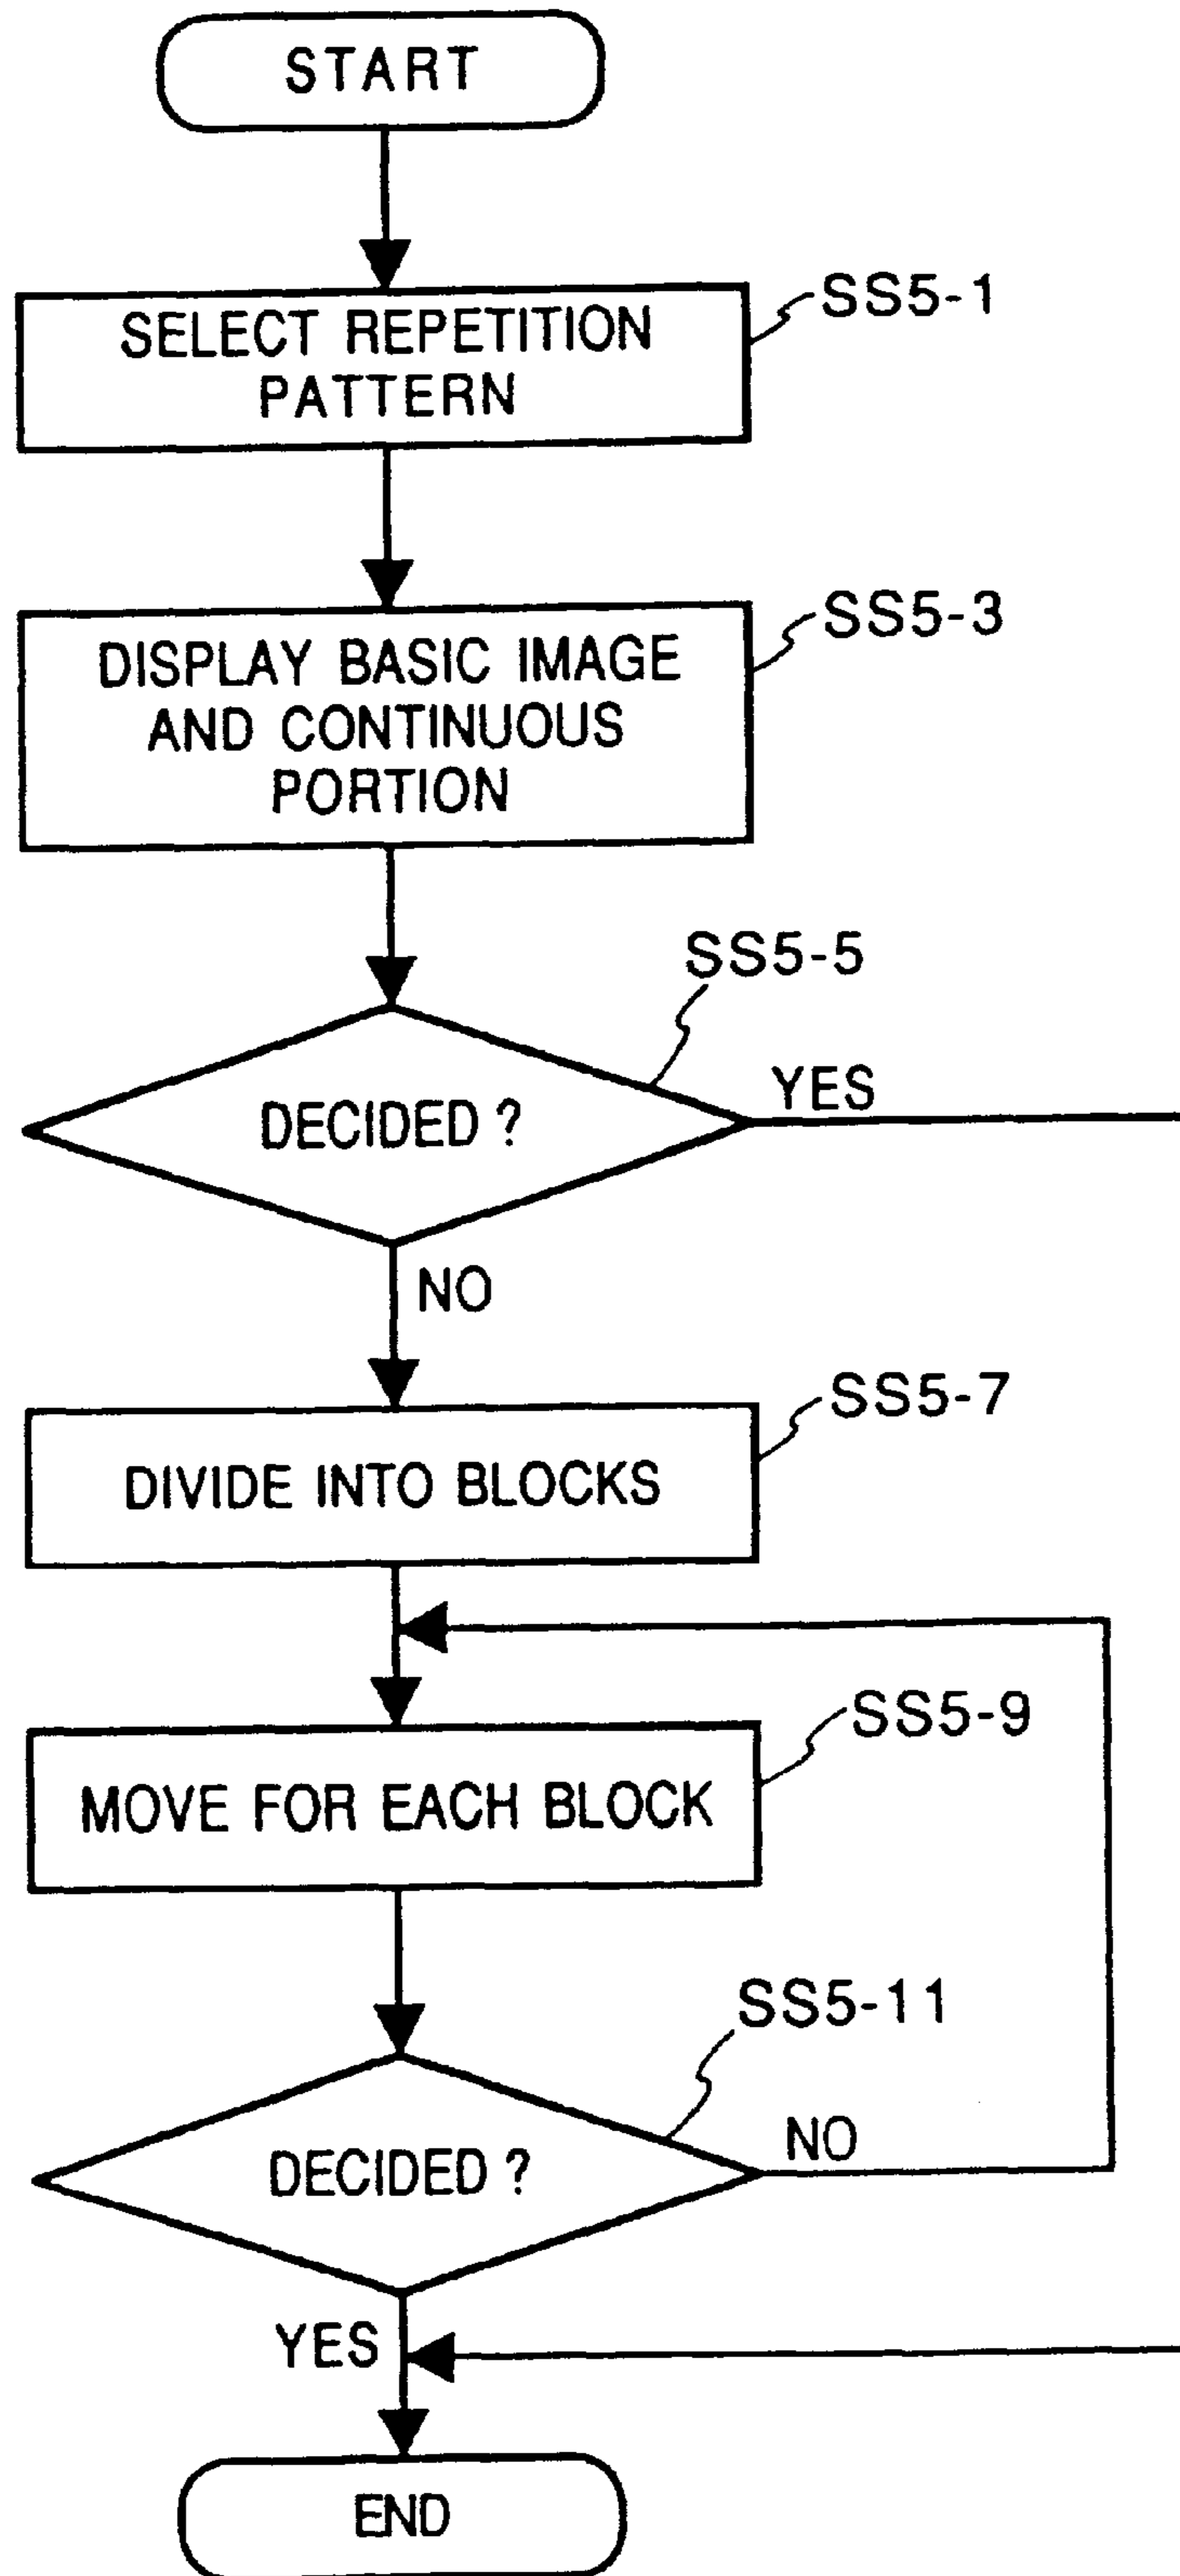 START
SS5-1
SELECT REPETITION
PATTERN
SS5-3
DISPLAY BASIC IMAGE
AND CONTINUOUS
PORTION
SS5-5
DECIDED ?
YES
NO
SS5-7
DIVIDE INTO BLOCKS
SS5-9
MOVE FOR EACH BLOCK
SS5-11
DECIDED ?
NO
YES
END